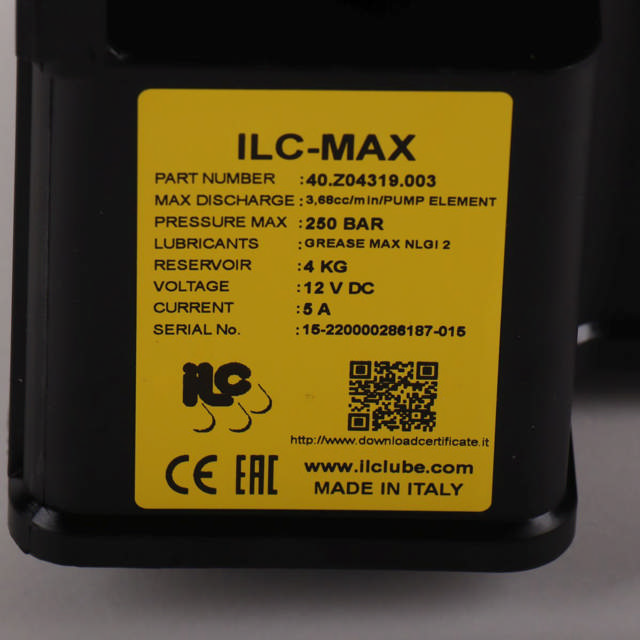 ILC-MAX
PART NUMBER :40.Z04319.003
MAX DISCHARGE :3,68cc/min/PUMP ELEMENT
PRESSURE MAX :250 BAR
LUBRICANTS :GREASE MAX NLGI 2
RESERVOIR :4 KG
VOLTAGE :12 V DC
CURRENT :5 A
SERIAL No. :15-220000286187-015
iLC
http://www.downloadcertificate.it
CE EAC www.ilclube.com
MADE IN ITALY